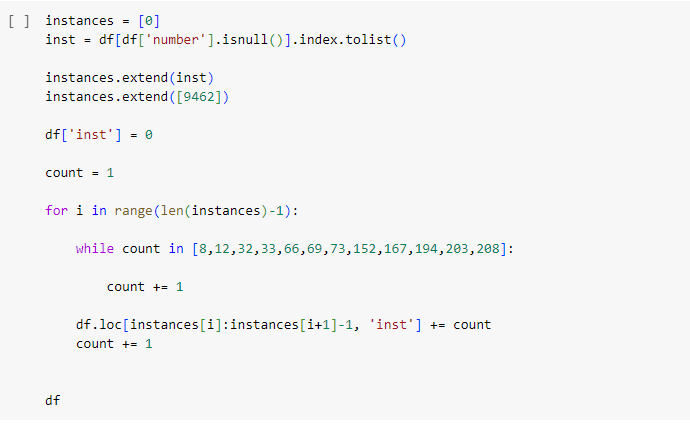 [ ] instances = [0]
inst = df[df['number'].isnull()].index.tolist()
instances.extend(inst)
instances.extend([9462])
df['inst'] = 0
count = 1
for i in range(len(instances)-1):
while count in [8,12,32,33,66,69,73,152,167,194,203,208]:
count += 1
df.loc[instances[i]:instances[i+1]-1, 'inst'] += count
count += 1
df